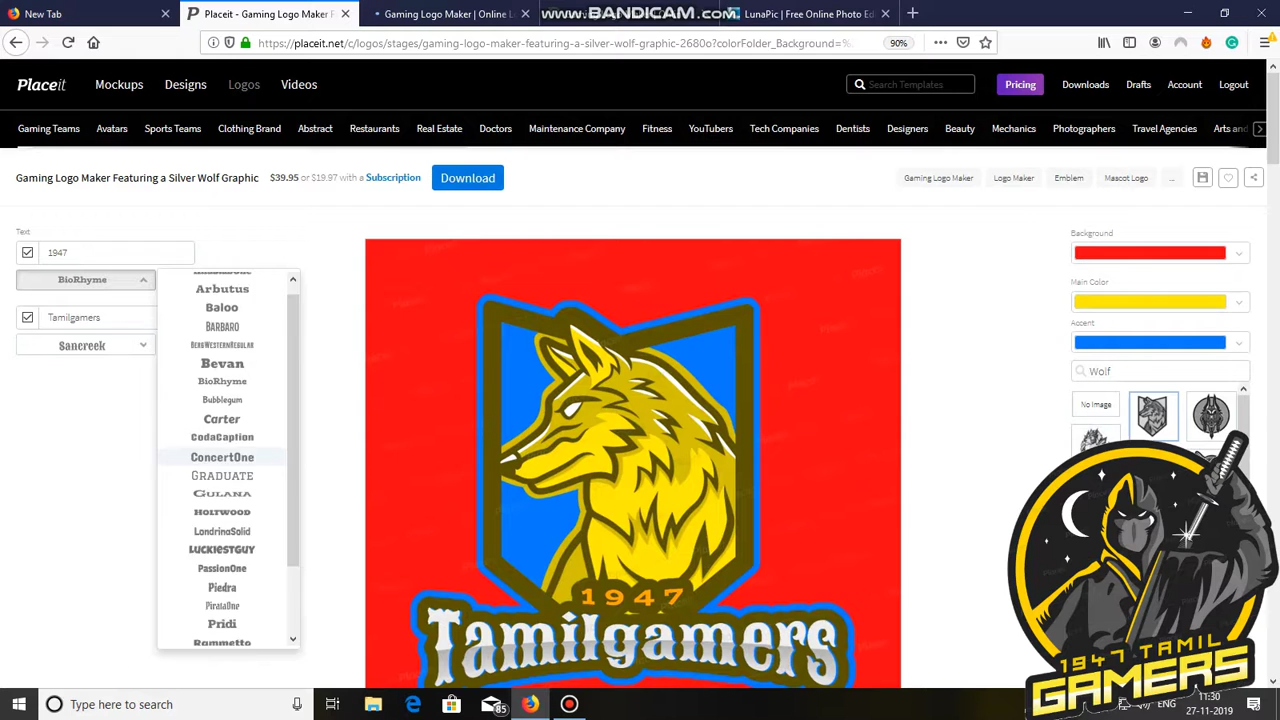 New Tab
Placeit - Gaming Logo Maker F
Gaming Logo Maker | Online L
www.BANDICAM.com
LunaPic | Free Online Photo Ed
https://placeit.net/c/logos/stages/gaming-logo-maker-featuring-a-silver-wolf-graphic-2680o?colorFolder_Background=%
90%
Placeit
Mockups
Designs
Logos
Videos
Search Templates
Pricing
Downloads
Drafts
Account
Logout
Gaming Teams
Avatars
Sports Teams
Clothing Brand
Abstract
Restaurants
Real Estate
Doctors
Maintenance Company
Fitness
YouTubers
Tech Companies
Dentists
Designers
Beauty
Mechanics
Photographers
Travel Agencies
Arts and
Gaming Logo Maker Featuring a Silver Wolf Graphic
$39.95 or $19.97 with a Subscription
Download
Gaming Logo Maker
Logo Maker
Emblem
Mascot Logo
...
Text
1947
BioRhyme
Tamilgamers
Sancreek
Arbutus
Baloo
BARBARO
BergWesternRegular
Bevan
BioRhyme
Bubblegum
Carter
CodaCaption
ConcertOne
GRADUATE
GULANA
HOLTWOOD
LondrinaSolid
LUCKIESTGUY
PassionOne
Piedra
PirataOne
Pridi
Rammetto
1947
Tamilgamers
Background
Main Color
Accent
Wolf
No Image
1947 TAMIL
GAMERS
Type here to search
85
11:30
27-11-2019